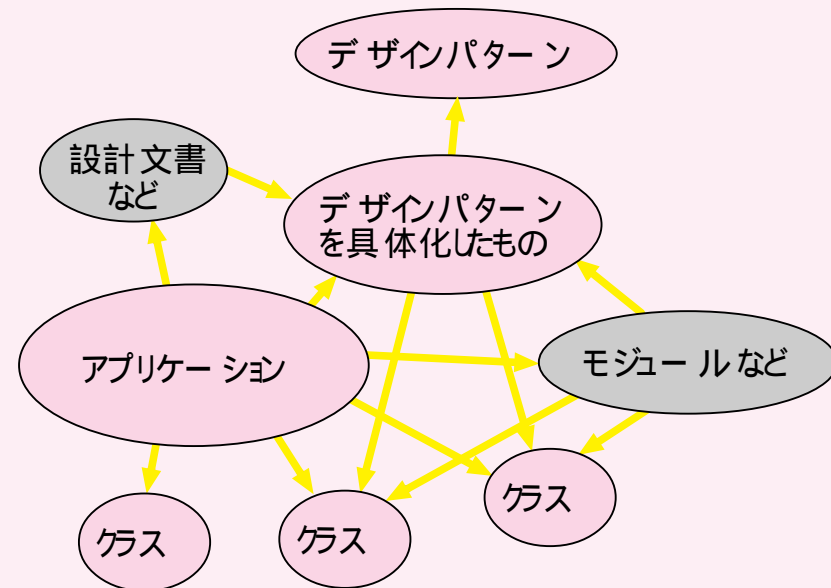 デザインパターン
設計文書
など
デザインパターン
を具体化したもの
アプリケーション
モジュールなど
クラス
クラス
クラス